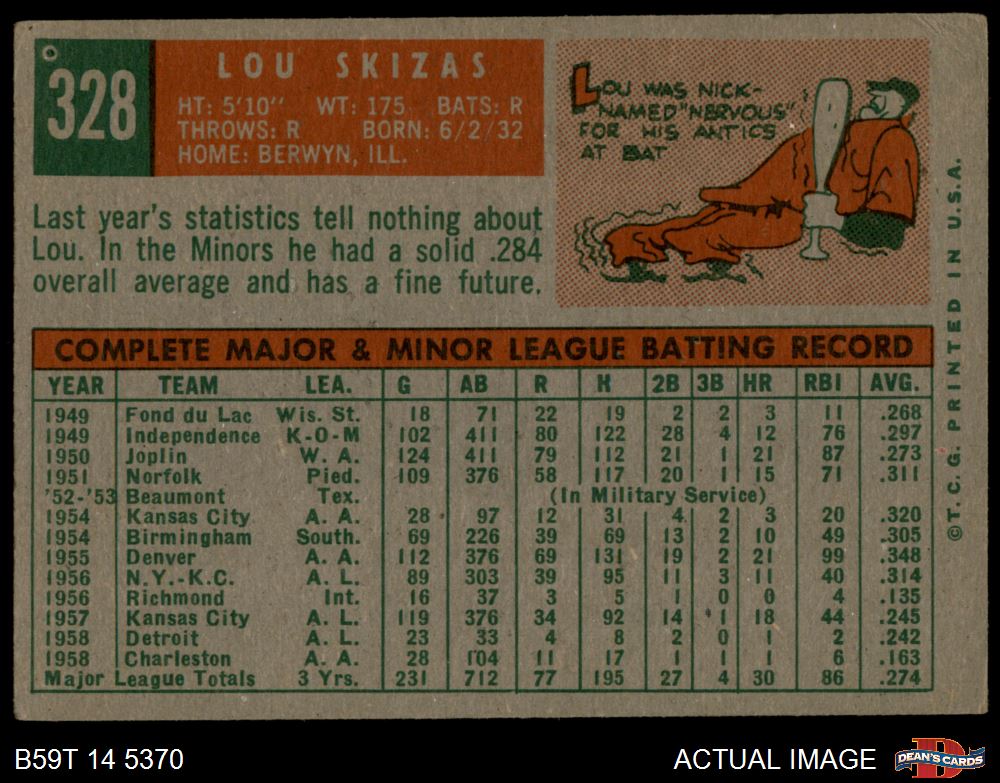 328
LOU SKIZAS
HT: 5'10" WT: 175 BATS: R
THROWS: R BORN: 6/2/32
HOME: BERWYN, ILL.
LOU WAS NICK-
NAMED "NERVOUS"
FOR HIS ANTICS
AT BAT
Last year's statistics tell nothing about
Lou. In the Minors he had a solid .284
overall average and has a fine future.
COMPLETE MAJOR & MINOR LEAGUE BATTING RECORD
YEAR TEAM LEA. G AB R H 2B 3B HR RBI AVG.
1949 Fond du Lac Wis. St. 18 71 22 19 2 2 3 11 .268
1949 Independence K-O-M 102 411 80 122 28 4 12 76 .297
1950 Joplin W. A. 124 411 79 112 21 1 21 87 .273
1951 Norfolk Pied. 109 376 58 117 20 1 15 71 .311
'52-'53 Beaumont Tex. (In Military Service)
1954 Kansas City A. A. 28 97 12 31 4 2 3 20 .320
1954 Birmingham South. 69 226 39 69 13 2 10 49 .305
1955 Denver A. A. 112 376 69 131 19 2 21 99 .348
1956 N.Y.-K.C. A. L. 89 303 39 95 11 3 11 40 .314
1956 Richmond Int. 16 37 3 5 1 0 0 4 .135
1957 Kansas City A. L. 119 376 34 92 14 1 18 44 .245
1958 Detroit A. L. 23 33 4 8 2 0 1 2 .242
1958 Charleston A. A. 28 104 11 17 1 1 1 6 .163
Major League Totals 3 Yrs. 231 712 77 195 27 4 30 86 .274
©T.C.G. PRINTED IN U.S.A.
B59T 14 5370
ACTUAL IMAGE
D
DEAN'S CARDS